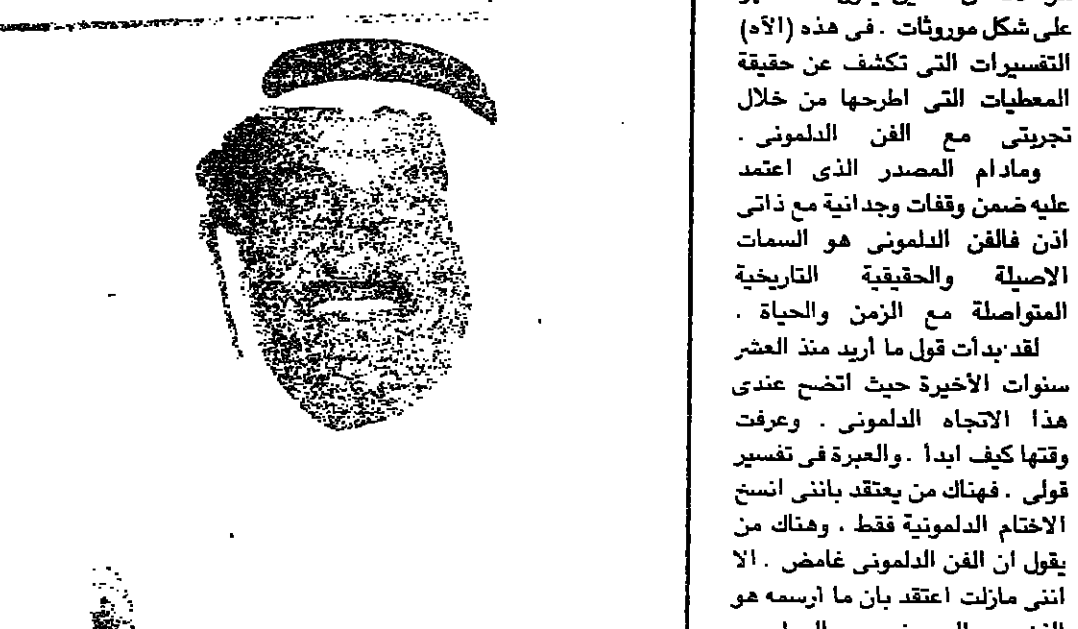 على شكل موروثات . فى هذه (الآه)
التفسيرات التى تكشف عن حقيقة
المعطيات التى اطرحها من خلال
تجربتى مع الفن الدلمونى .
ومادام المصدر الذى اعتمد
عليه ضمن وقفات وجدانية مع ذاتى
أذن فالفن الدلمونى هو السمات
الاصيلة والحقيقية التاريخية
المتواصلة مع الزمن والحياة .
لقد بدأت قول ما أريد منذ العشر
سنوات الأخيرة حيث اتضح عندى
هذا الاتجاه الدلمونى . وعرفت
وقتها كيف ابدأ . والعبرة فى تفسير
قولى . فهناك من يعتقد باننى انسخ
الاختام الدلمونية فقط ، وهناك من
يقول ان الفن الدلمونى غامض . الا
اننى مازلت اعتقد بان ما أرسمه هو